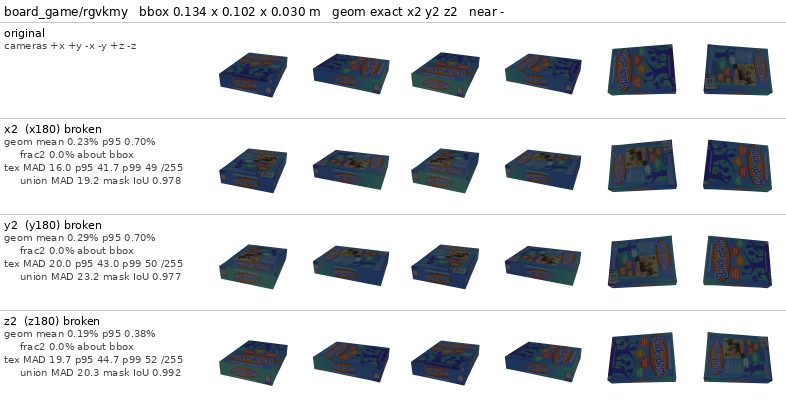 board_game/rgvkmy bbox 0.134 x 0.102 x 0.030 m geom exact x2 y2 z2 near -
original
cameras +x +y -x -y +z -z
x2 (x180) broken
geom mean 0.23% p95 0.70%
frac2 0.0% about bbox
tex MAD 16.0 p95 41.7 p99 49 /255
union MAD 19.2 mask IoU 0.978
y2 (y180) broken
geom mean 0.29% p95 0.70%
frac2 0.0% about bbox
tex MAD 20.0 p95 43.0 p99 50 /255
union MAD 23.2 mask IoU 0.977
z2 (z180) broken
geom mean 0.19% p95 0.38%
frac2 0.0% about bbox
tex MAD 19.7 p95 44.7 p99 52 /255
union MAD 20.3 mask IoU 0.992